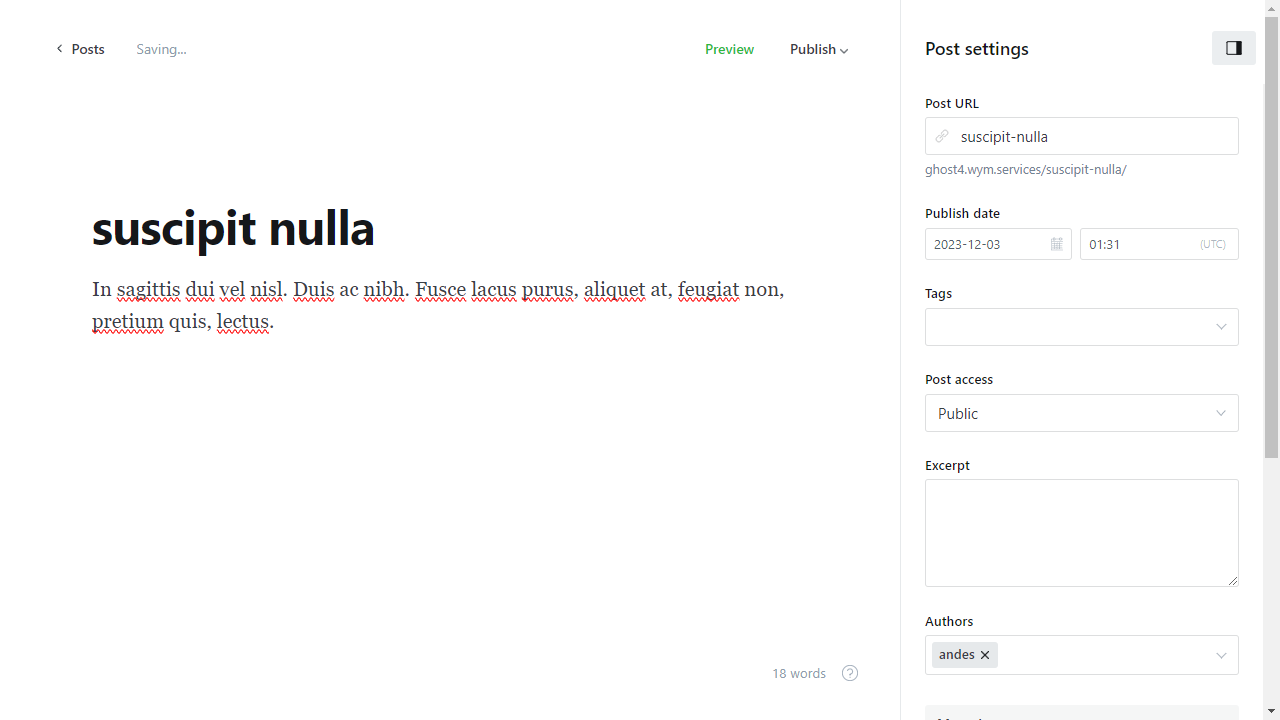 Posts
Saving...
Preview
Publish
Post settings
Post URL
suscipit-nulla
ghost4.wym.services/suscipit-nulla/
Publish date
2023-12-03
01:31
(UTC)
Tags
Post access
Public
Excerpt
Authors
andes
suscipit nulla
In sagittis dui vel nisl. Duis ac nibh. Fusce lacus purus, aliquet at, feugiat non,
pretium quis, lectus.
18 words
?